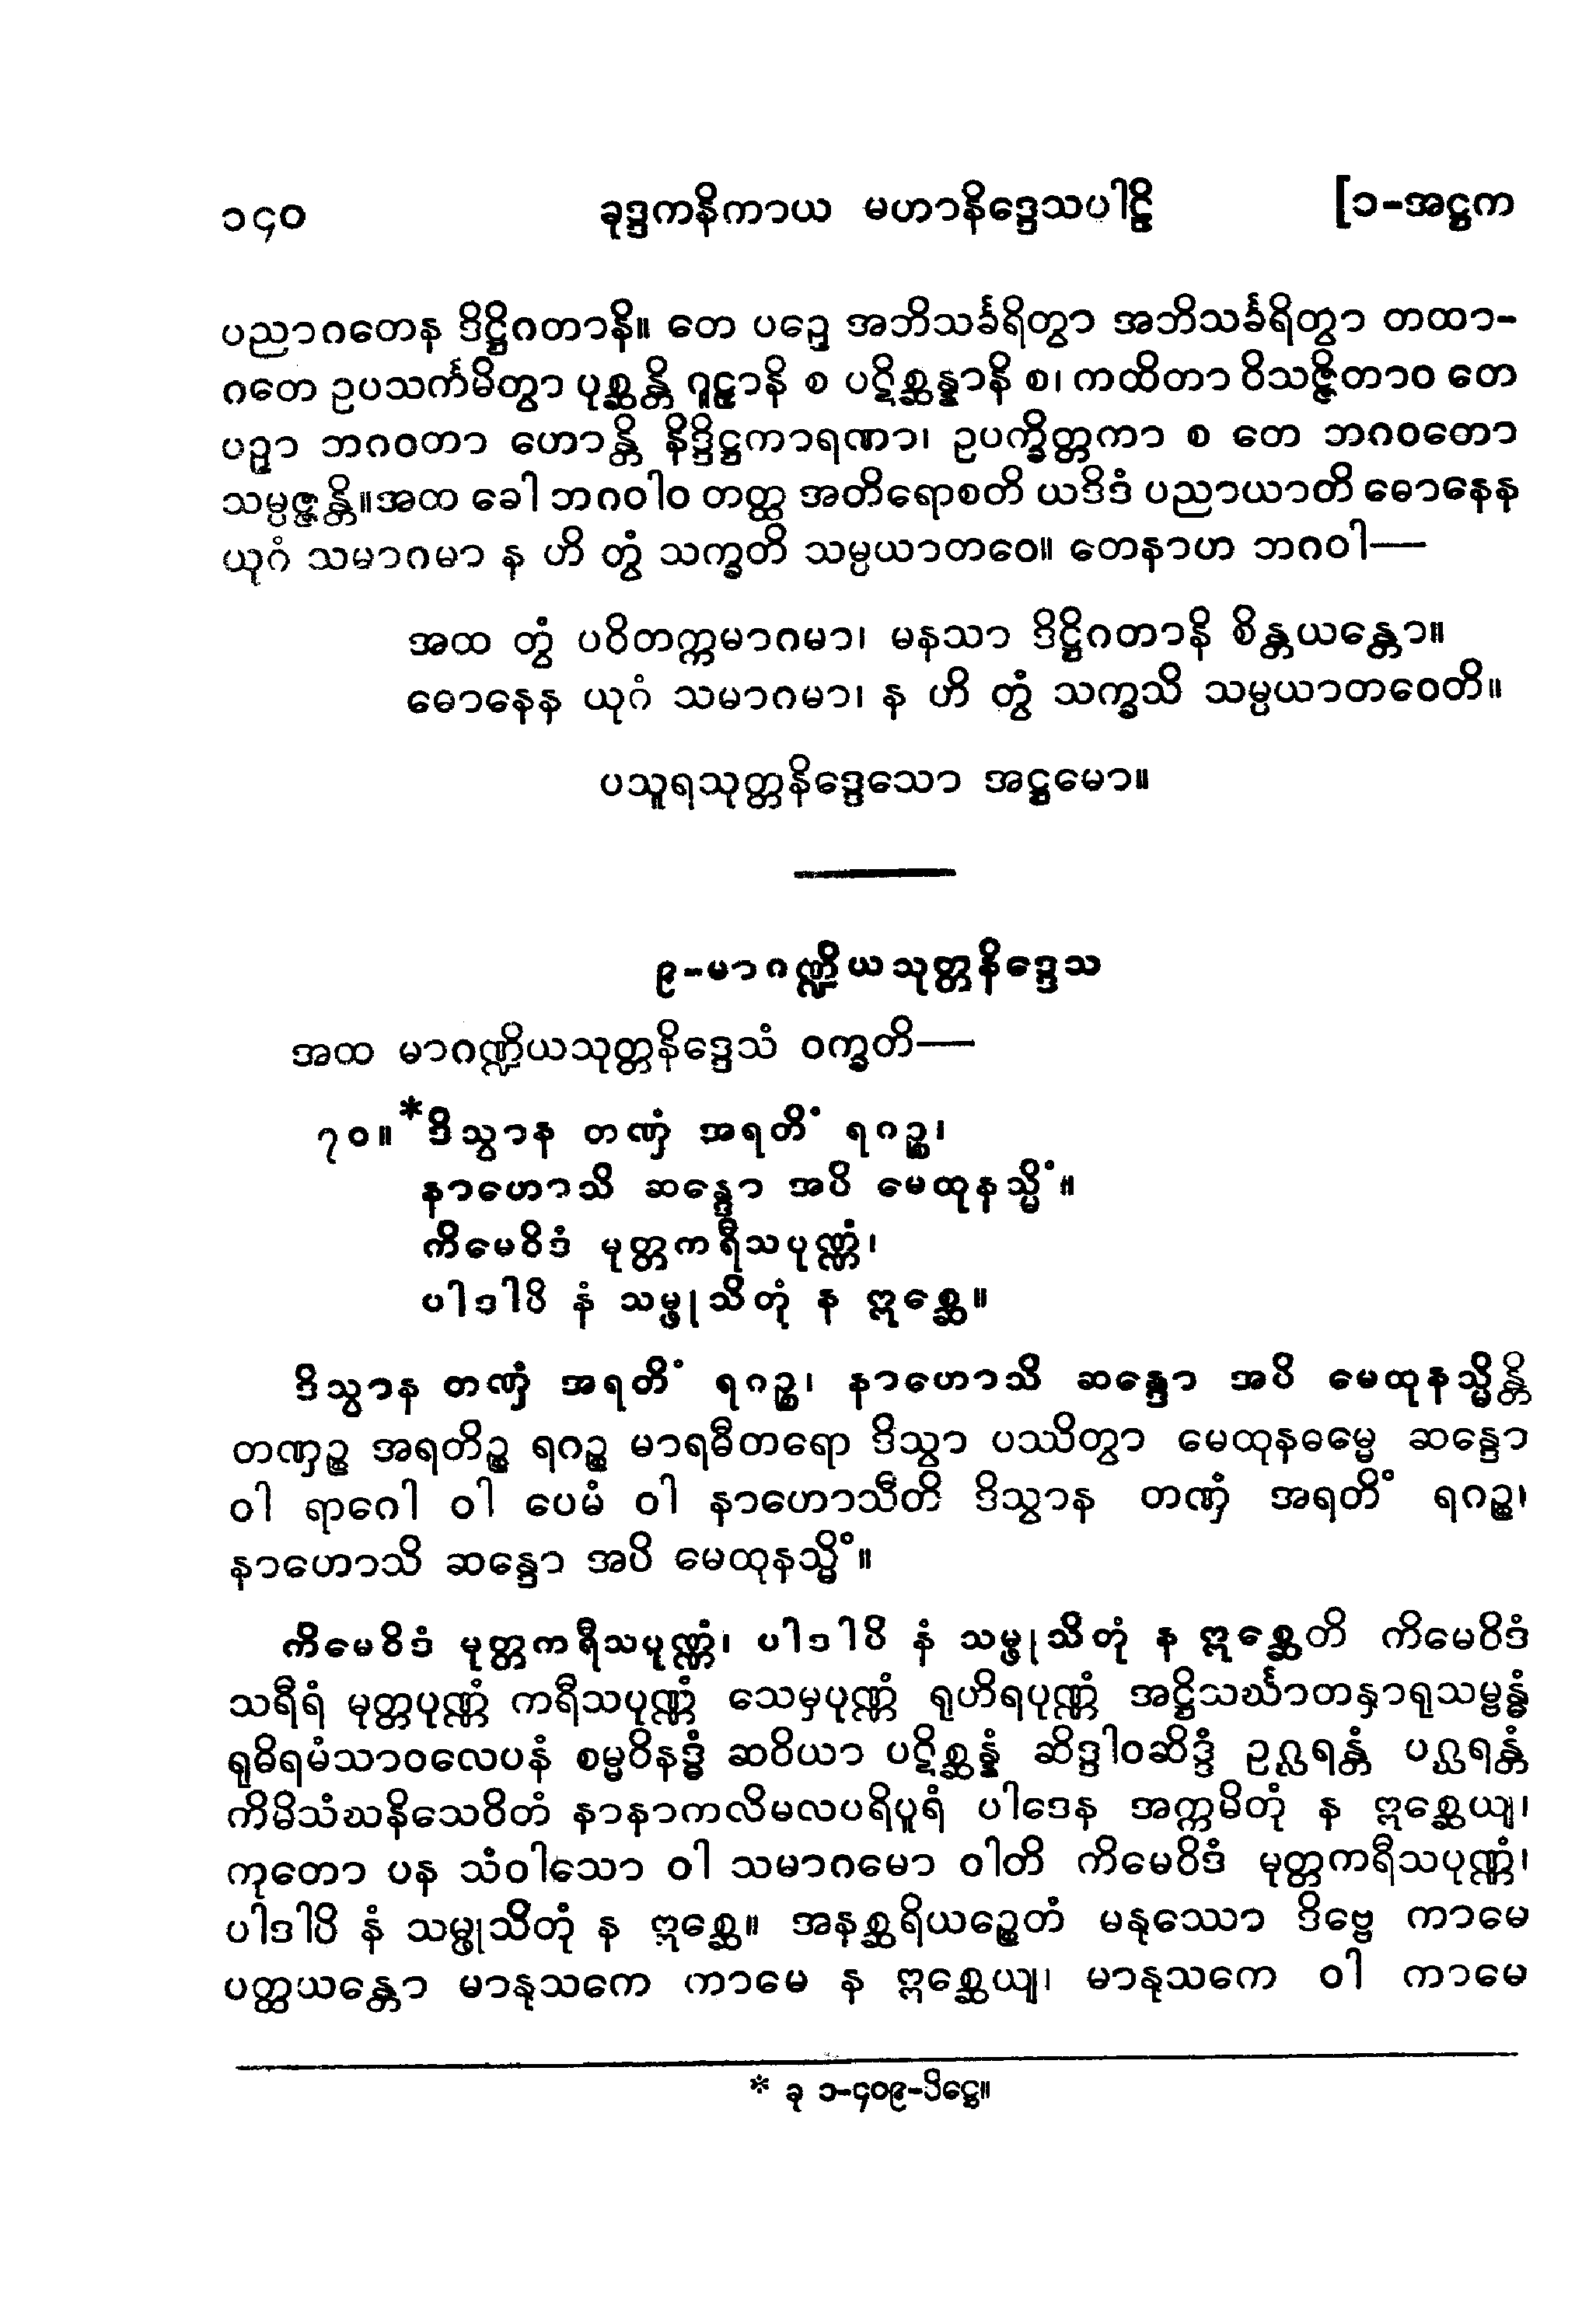 ၁၄၀ ခုဒ္ဒကနိကာယ မဟာနိဒ္ဒေသပါဠိ [၁-အဋ္ဌက
ပညာဂတေန ဒိဋ္ဌိဂတာနိ။ တေ ပဉှေ အဘိသင်္ခရိတွာ အဘိသင်္ခရိတွာ တထာ-
ဂတေ ဥပသင်္ကမိတွာ ပုစ္ဆန္တိ ဂူဠှာနိ စ ပဋိစ္ဆန္နာနိ စ၊ ကထိတာ ဝိသဇ္ဇိတာဝ တေ
ပဉှာ ဘဂဝတာ ဟောန္တိ နိဒ္ဒိဋ္ဌကာရဏာ၊ ဥပက္ခိတ္တကာ စ တေ ဘဂဝတော
သမ္ပဇ္ဇန္တိ။အထ ခေါ ဘဂဝါဝ တတ္ထ အတိရောစတိ ယဒိဒံ ပညာယာတိ ဓောနေန
ယုဂံ သမာဂမာ န ဟိ တွံ သက္ခတိ သမ္ပယာတဝေ။ တေနာဟ ဘဂဝါ—
အထ တွံ ပဝိတက္ကမာဂမာ၊ မနသာ ဒိဋ္ဌိဂတာနိ စိန္တယန္တော။
ဓောနေန ယုဂံ သမာဂမာ၊ န ဟိ တွံ သက္ခသိ သမ္ပယာတဝေတိ။
ပသူရသုတ္တနိဒ္ဒေသော အဋ္ဌမော။
၉-မာဂဏ္ဍိယသုတ္တနိဒ္ဒေသ
အထ မာဂဏ္ဍိယသုတ္တနိဒ္ဒေသံ ဝက္ခတိ—
၇၀။*ဒိသွာန တဏှံ အရတိံ ရဂဉ္စ၊
နာဟောသိ ဆန္ဒော အပိ မေထုနသ္မိံ။
ကိမေဝိဒံ မုတ္တကရီသပုဏ္ဏံ၊
ပါဒါပိ နံ သမ္ဖုသိတုံ န ဣစ္ဆေ။
ဒိသွာန တဏှံ အရတိံ ရဂဉ္စ၊ နာဟောသိ ဆန္ဒော အပိ မေထုနသ္မိန္တိ
တဏှဉ္စ အရတိဉ္စ ရဂဉ္စ မာရဓီတရော ဒိသွာ ပဿိတွာ မေထုနဓမ္မေ ဆန္ဒော
ဝါ ရာဂေါ ဝါ ပေမံ ဝါ နာဟောသီတိ ဒိသွာန တဏှံ အရတိံ ရဂဉ္စ၊
နာဟောသိ ဆန္ဒော အပိ မေထုနသ္မိံ။
ကိမေဝိဒံ မုတ္တကရီသပုဏ္ဏံ၊ ပါဒါပိ နံ သမ္ဖုသိတုံ န ဣစ္ဆေတိ ကိမေဝိဒံ
သရီရံ မုတ္တပုဏ္ဏံ ကရီသပုဏ္ဏံ သေမှပုဏ္ဏံ ရုဟိရပုဏ္ဏံ အဋ္ဌိသင်္ဃာတနှာရုသမ္ဗန္ဓံ
ရုဓိရမံသာဝလေပနံ စမ္မဝိနဒ္ဓံ ဆဝိယာ ပဋိစ္ဆန္နံ ဆိဒ္ဒါဝဆိဒ္ဒံ ဥဂ္ဃရန္တံ ပဂ္ဃရန္တံ
ကိမိသံဃနိသေဝိတံ နာနာကလိမလပရိပူရံ ပါဒေန အက္ကမိတုံ န ဣစ္ဆေယျ၊
ကုတော ပန သံဝါသော ဝါ သမာဂမော ဝါတိ ကိမေဝိဒံ မုတ္တကရီသပုဏ္ဏံ၊
ပါဒါပိ နံ သမ္ဖုသိတုံ န ဣစ္ဆေ။ အနစ္ဆရိယဉ္စေတံ မနုဿော ဒိဗ္ဗေ ကာမေ
ပတ္ထယန္တော မာနုသကေ ကာမေ န ဣစ္ဆေယျ၊ မာနုသကေ ဝါ ကာမေ
* ခု ၁-၄၀၉-ပိဋ္ဌေ။